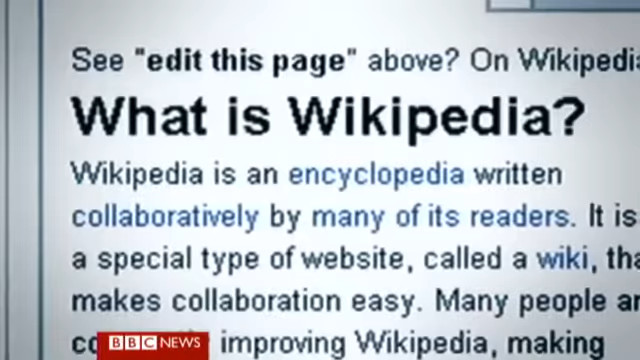 See "edit this page" above? On Wikipedia
What is Wikipedia?
Wikipedia is an encyclopedia written
collaboratively by many of its readers. It is
a special type of website, called a wiki, tha
makes collaboration easy. Many people ar
improving Wikipedia, making
BBC NEWS